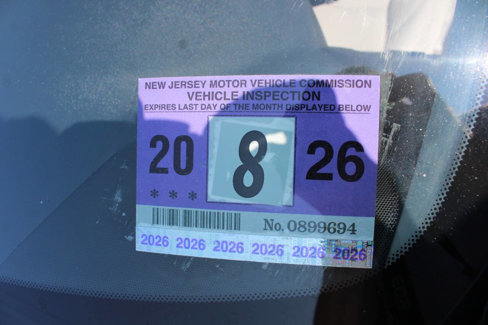 NEW JERSEY MOTOR VEHICLE COMMISSION
VEHICLE INSPECTION
EXPIRES LAST DAY OF THE MONTH DISPLAYED BELOW
20 8 26
* * *
No. 0899694
2026 2026 2026 2026 2026 2026